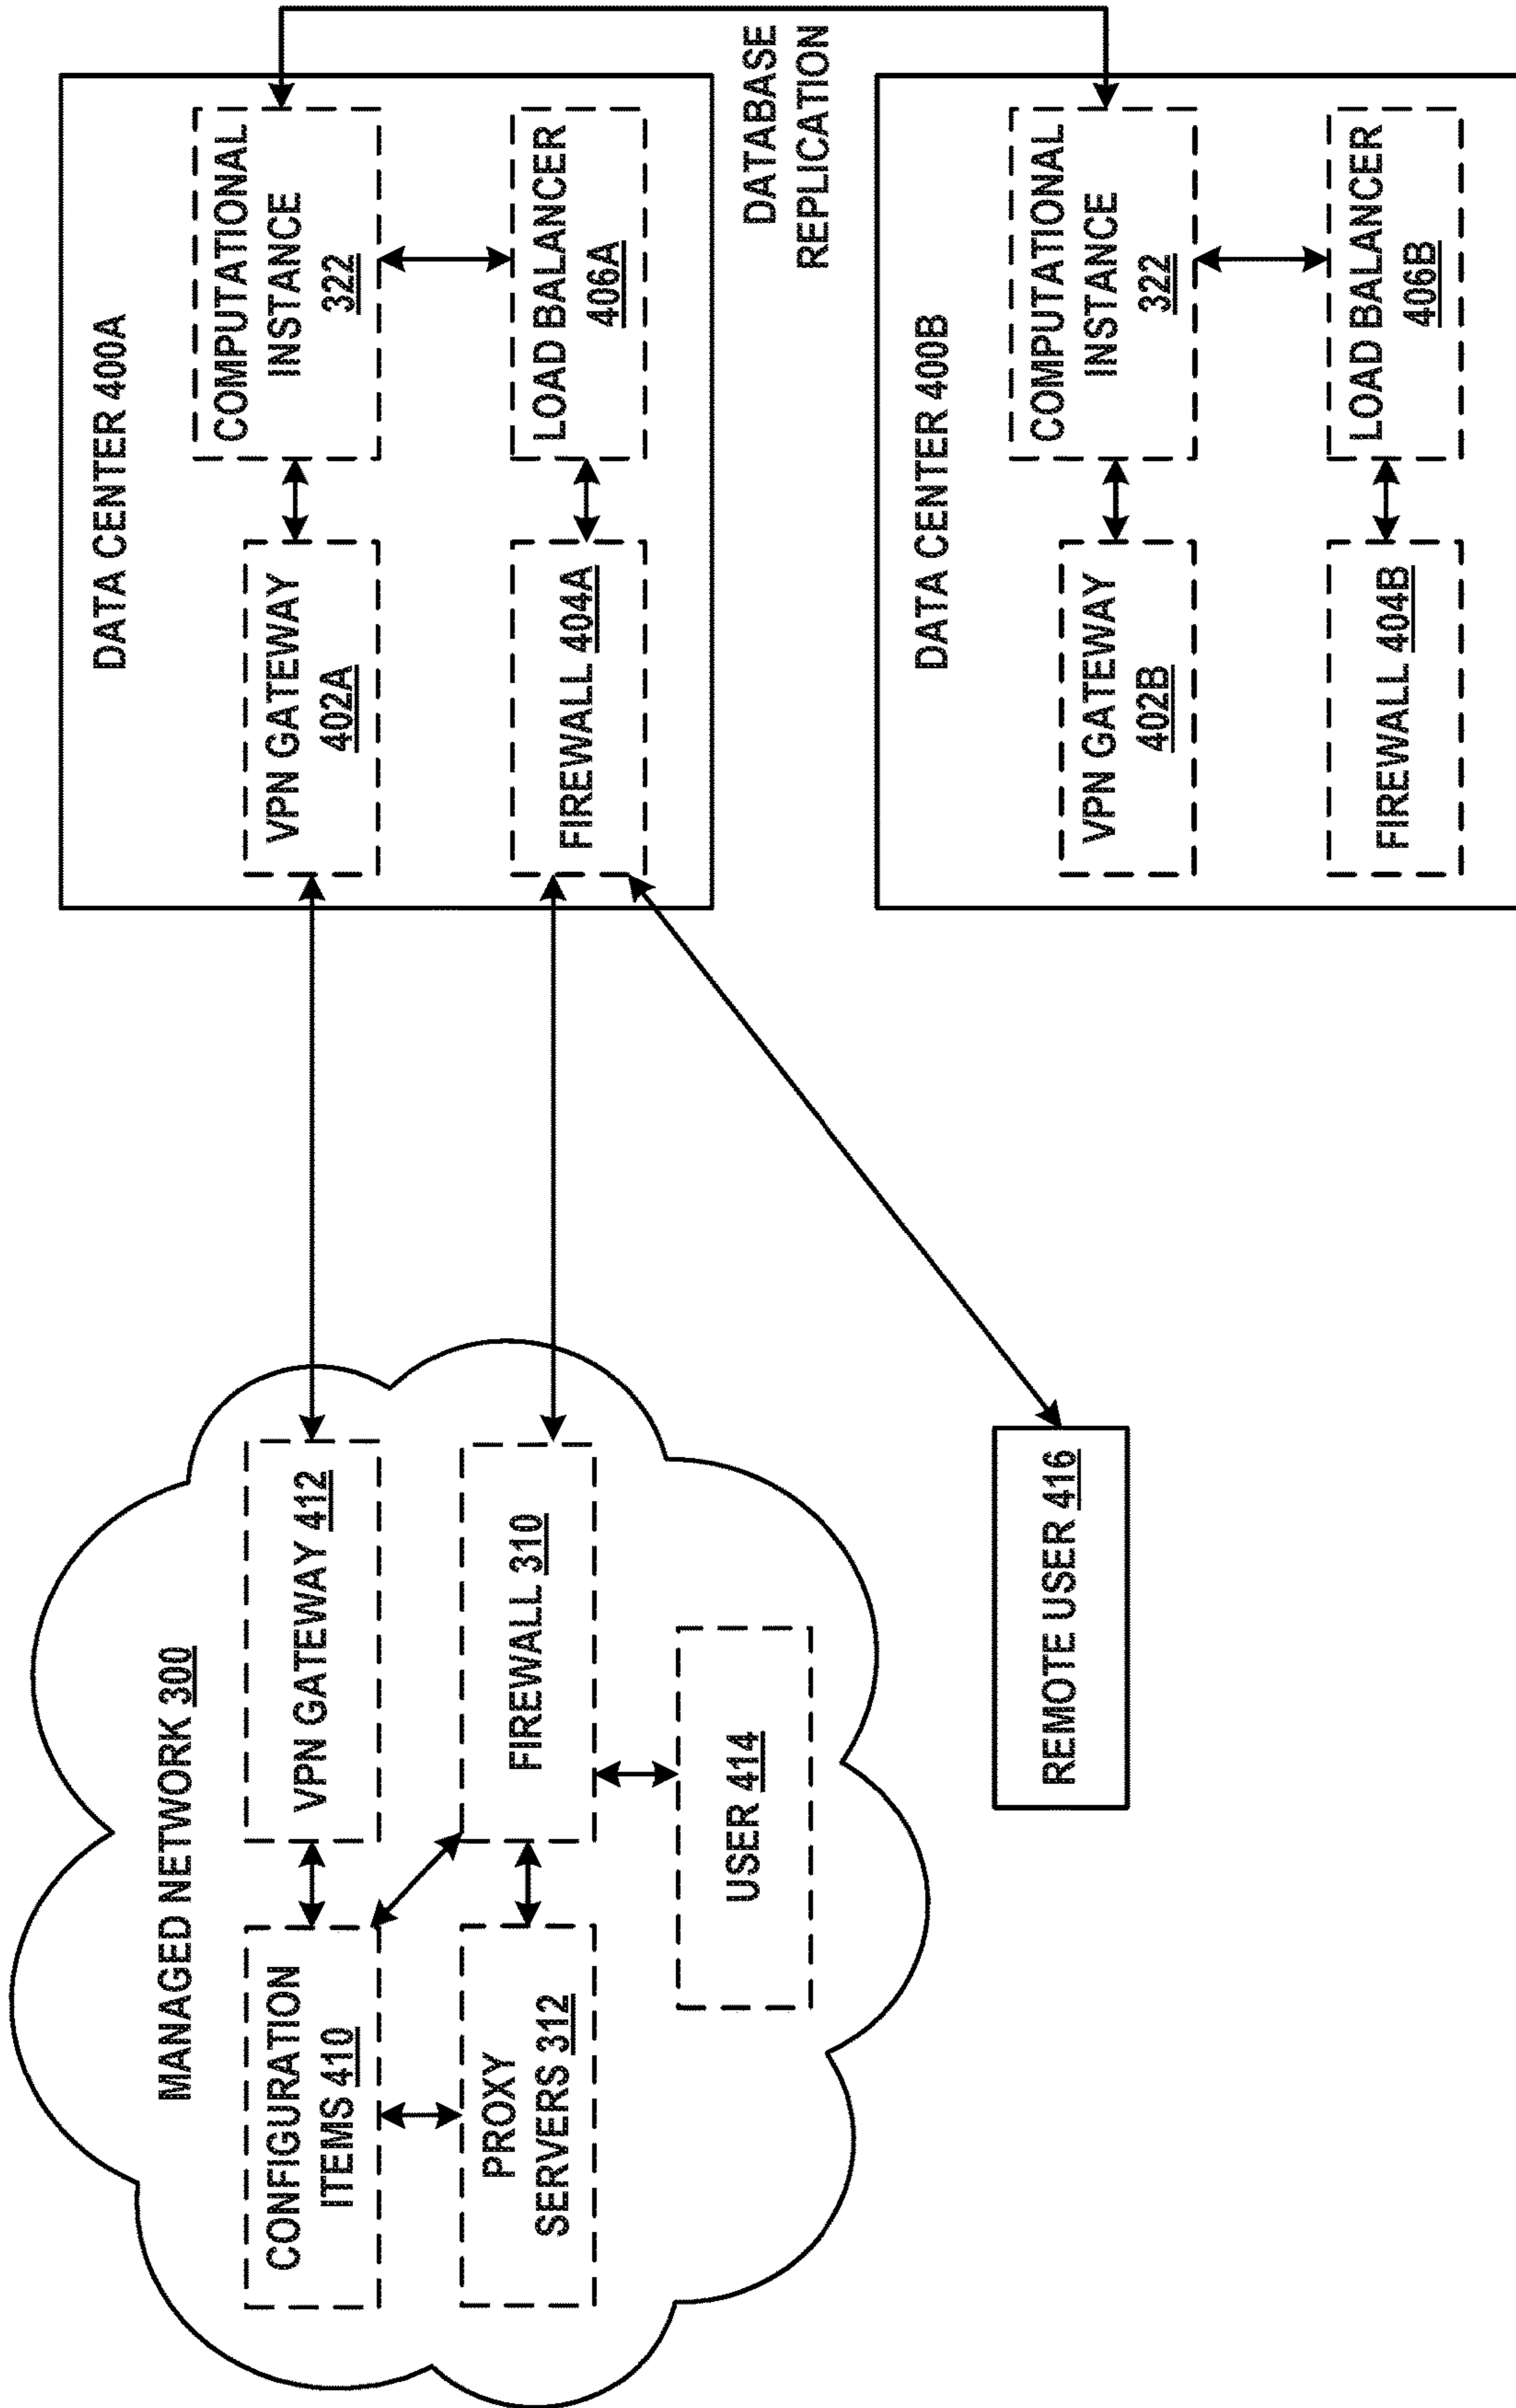 MANAGED NETWORK 300
CONFIGURATION
ITEMS 410
VPN GATEWAY 412
PROXY
SERVERS 312
FIREWALL 310
USER 414
REMOTE USER 416
DATA CENTER 400A
VPN GATEWAY
402A
COMPUTATIONAL
INSTANCE
322
FIREWALL 404A
LOAD BALANCER
406A
DATABASE
REPLICATION
DATA CENTER 400B
VPN GATEWAY
402B
COMPUTATIONAL
INSTANCE
322
FIREWALL 404B
LOAD BALANCER
406B